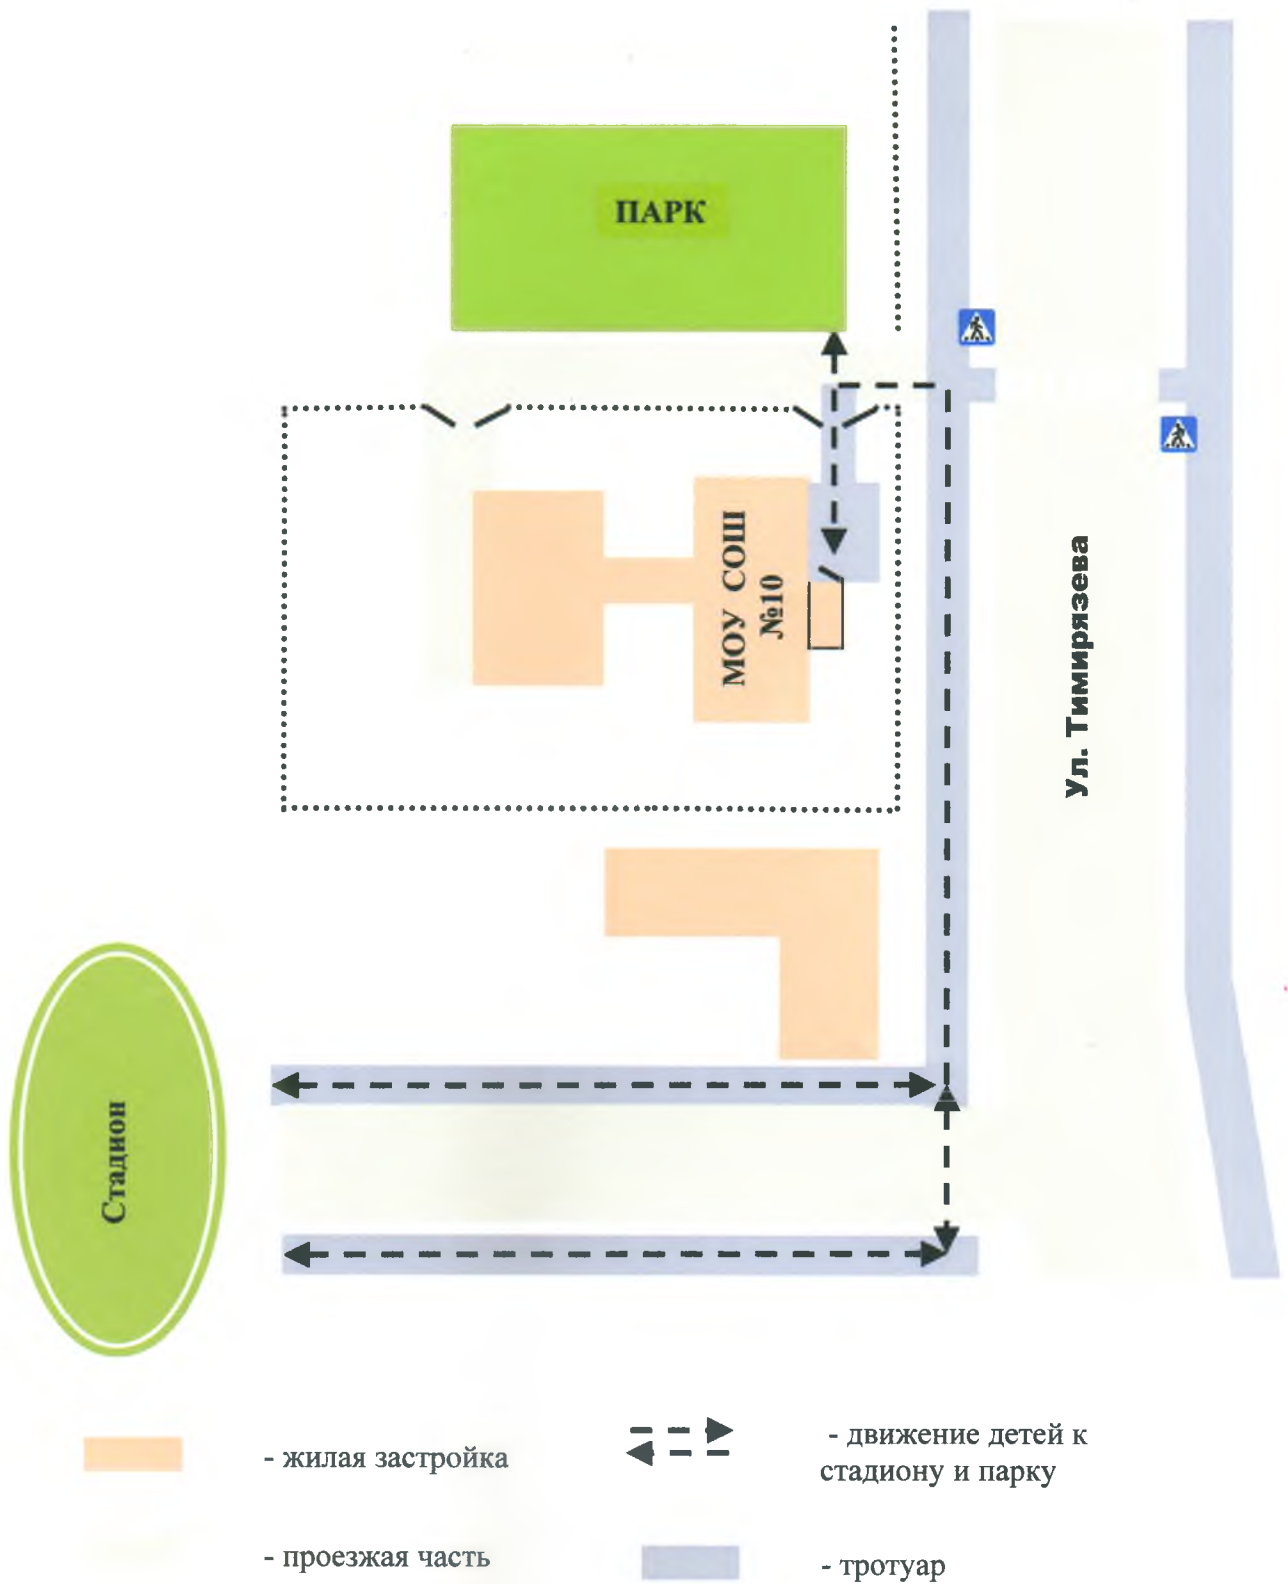 ПАРК
МОУ СОШ
№10
Ул. Тимирязева
Стадион
- жилая застройка
- движение детей к
стадиону и парку
- проезжая часть
- тротуар